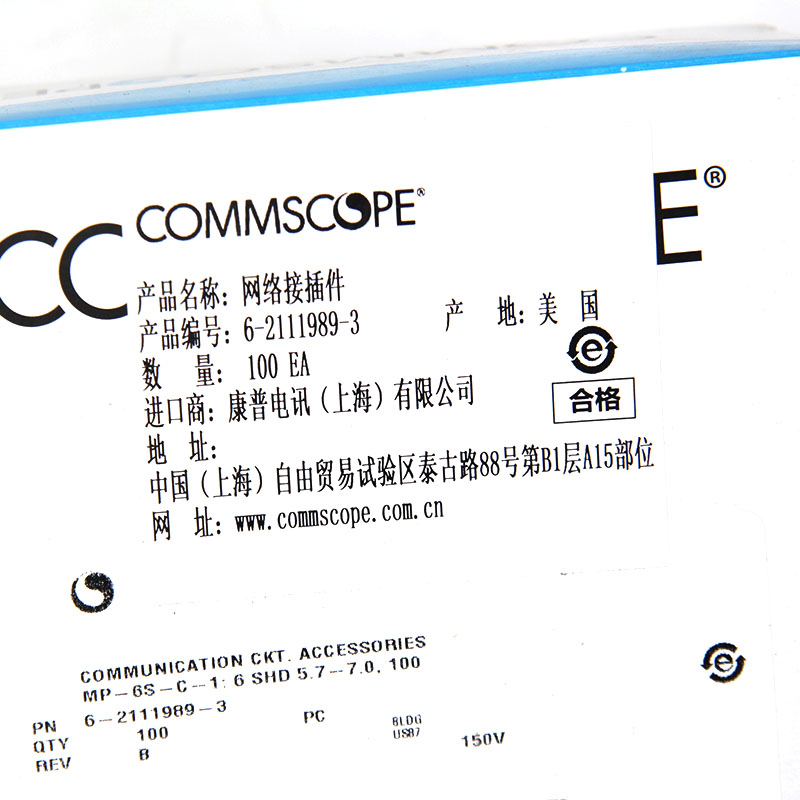 CC
E®
COMMSCOPE®
产品名称：网络接插件
产品编号：6-2111989-3 产 地：美 国
数 量： 100 EA
进口商：康普电讯（上海）有限公司
合格
地 址：
中国（上海）自由贸易试验区泰古路88号第B1层A15部位
网 址：www.commscope.com.cn
COMMUNICATION CKT. ACCESSORIES
MP-6S-C-1; 6 SHD 5.7-7.0, 100
PN 6-2111989-3 PC BLDG
QTY 100 US87
REV B 150V